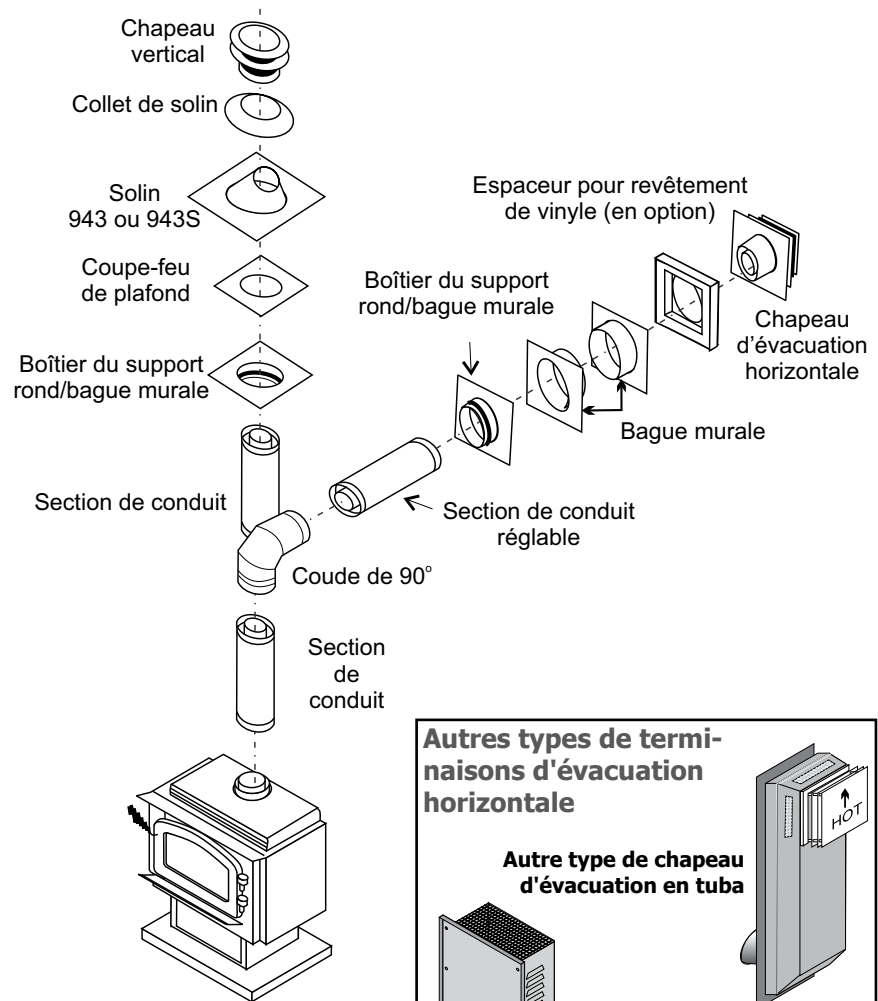 Chapeau
vertical
Collet de solin
Solin
943 ou 943S
Coupe-feu
de plafond
Boîtier du support
rond/bague murale
Section de conduit
Coude de 90°
Section
de
conduit
Espaceur pour revêtement
de vinyle (en option)
Boîtier du support
rond/bague murale
Chapeau
d'évacuation
horizontale
Bague murale
Section de conduit
réglable
Autres types de termi-
naisons d'évacuation
horizontale
HOT
Autre type de chapeau
d'évacuation en tuba